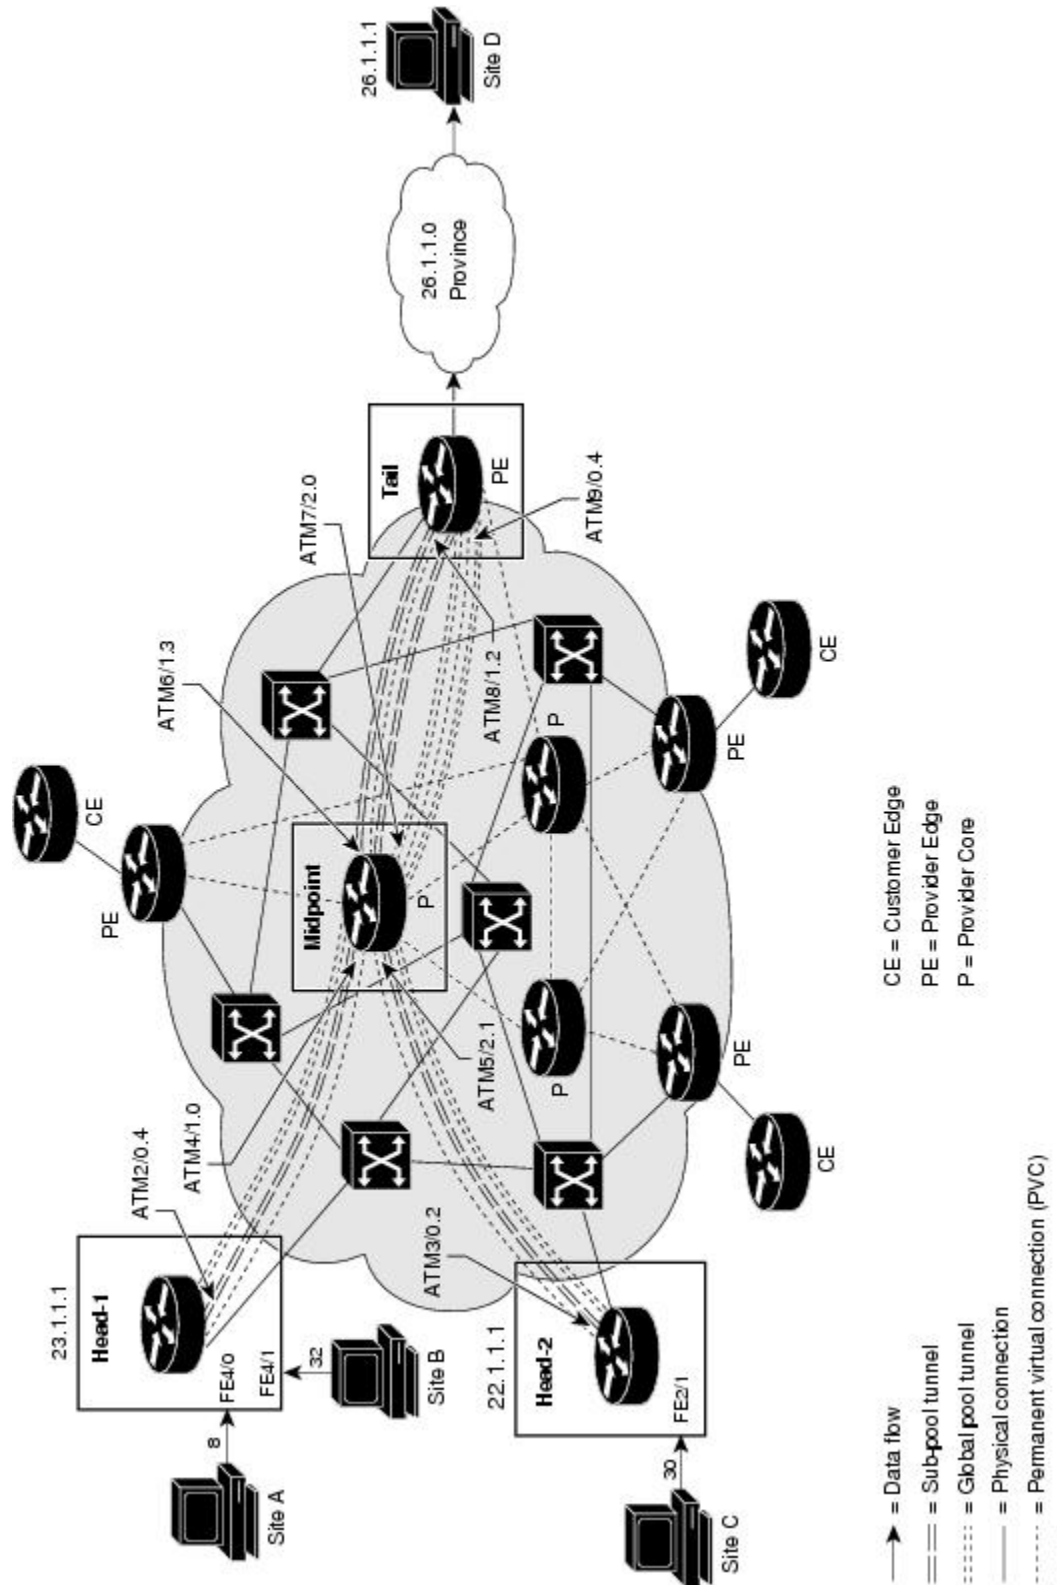 23.1.1.1
Head-1
FE4/0
FE4/1
8
Site A
32
Site B
22.1.1.1
Head-2
FE2/1
30
Site C
ATM2/0.4
ATM4/1.0
ATM3/0.2
ATM5/2.1
Midpoint
P
ATM6/1.3
ATM7/2.0
ATM8/1.2
ATM9/0.4
Tail
PE
26.1.1.0
Province
26.1.1.1
Site D
CE
PE
P
P
PE
CE
PE
CE
CE = Customer Edge
PE = Provider Edge
P = Provider Core
= Data flow
= Sub-pool tunnel
= Global pool tunnel
= Physical connection
= Permanent virtual connection (PVC)